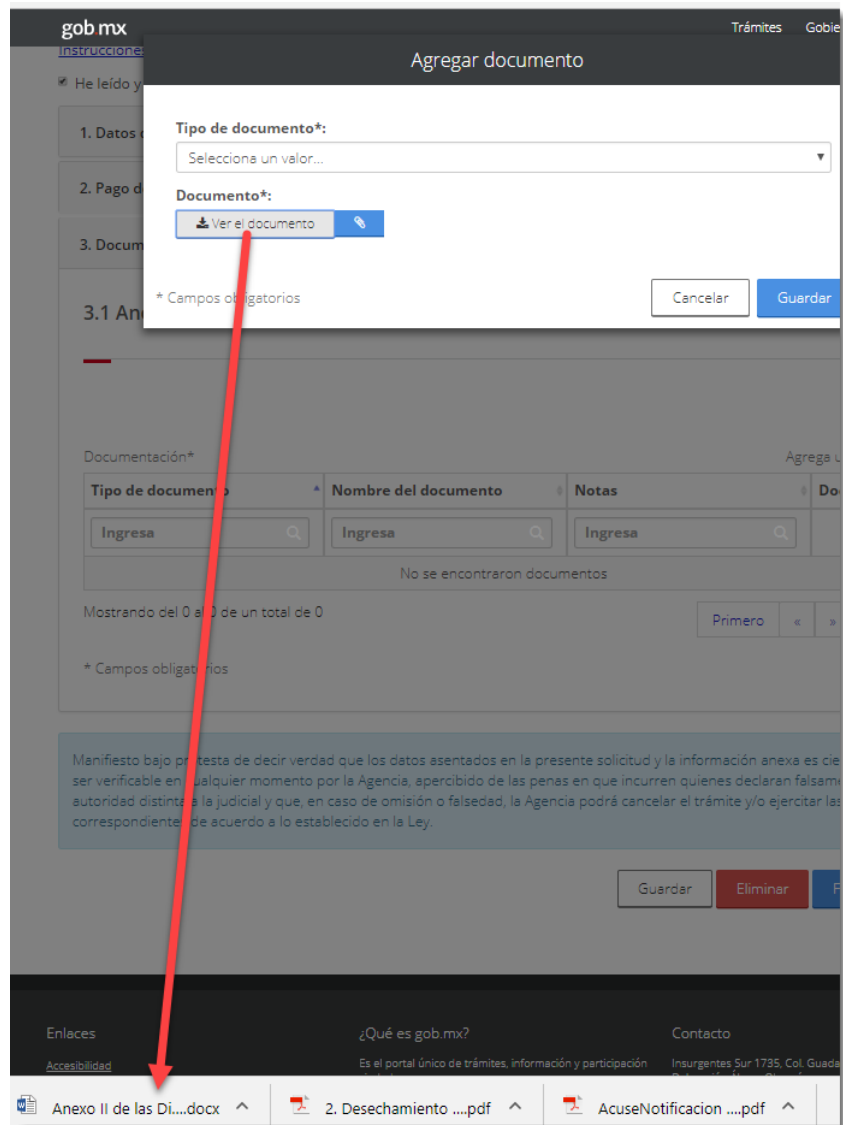 gob.mx
Trámites Gobie
Instrucciones
Agregar documento
He leído y
1. Datos
Tipo de documento*:
Selecciona un valor...
2. Pago d
Documento*:
Ver el documento
3. Docum
* Campos obligatorios
Cancelar
Guardar
3.1 An
Documentación*
Agrega u
Tipo de documento Nombre del documento Notas Do
Ingresa Ingresa Ingresa
No se encontraron documentos
Mostrando del 0 al 0 de un total de 0
Primero « »
* Campos obligatorios
Manifiesto bajo protesta de decir verdad que los datos asentados en la presente solicitud y la información anexa es cie
ser verificable en cualquier momento por la Agencia, apercibido de las penas en que incurren quienes declaran falsame
autoridad distinta a la judicial y que, en caso de omisión o falsedad, la Agencia podrá cancelar el trámite y/o ejercitar las
correspondientes de acuerdo a lo establecido en la Ley.
Guardar Eliminar F
Enlaces ¿Qué es gob.mx? Contacto
Accesibilidad Es el portal único de trámites, información y participación Insurgentes Sur 1735, Col. Guada
Anexo II de las Di....docx 2. Desechamiento ....pdf AcuseNotificacion ....pdf